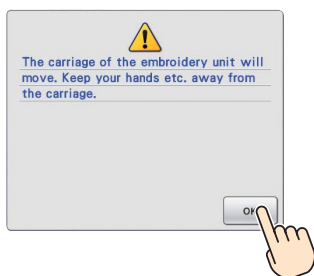 The carriage of the embroidery unit will
move. Keep your hands etc. away from
the carriage.
OK